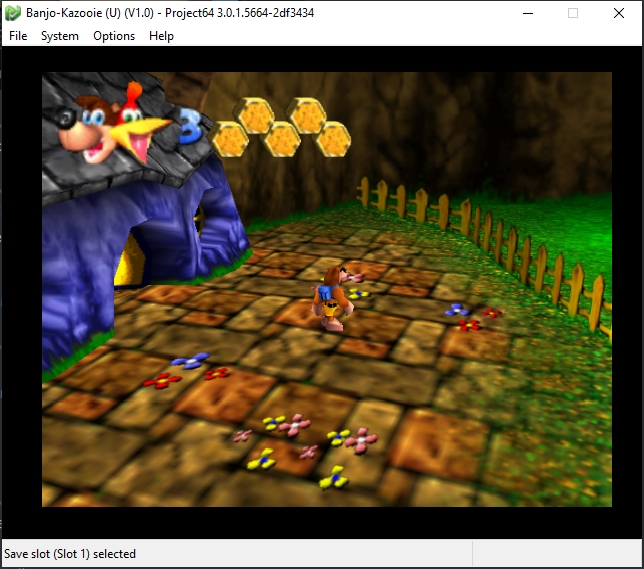 Banjo-Kazooie (U) (V1.0) - Project64 3.0.1.5664-2df3434
File System Options Help
3
Save slot (Slot 1) selected